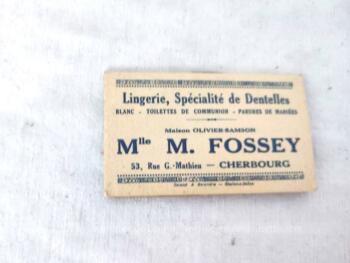 Lingerie, Spécialité de Dentelles
BLANC - TOILETTES DE COMMUNION - PARURES DE MARIÉES
Maison OLIVIER-SAMSON
Mlle M. FOSSEY
53, Rue G.-Mathieu — CHERBOURG